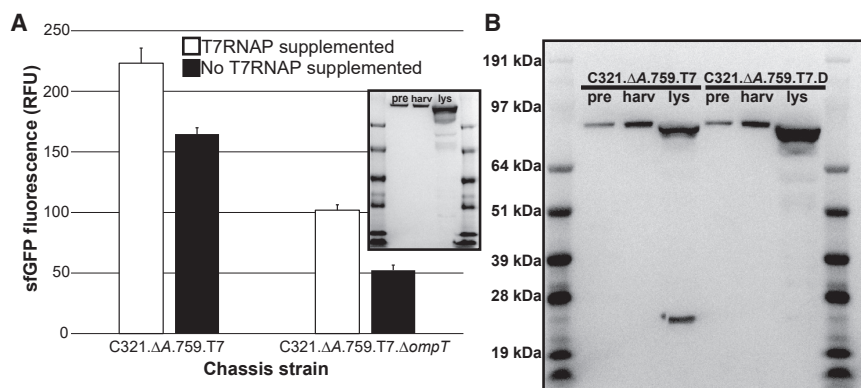 A
250
200
150
100
50
0
sfGFP fluorescence (RFU)
T7RNAP supplemented
No T7RNAP supplemented
pre harv lys
C321.ΔA.759.T7 C321.ΔA.759.T7.ΔompT
Chassis strain
B
191 kDa
97 kDa
64 kDa
51 kDa
39 kDa
28 kDa
19 kDa
C321.ΔA.759.T7 C321.ΔA.759.T7.D
pre harv lys pre harv lys